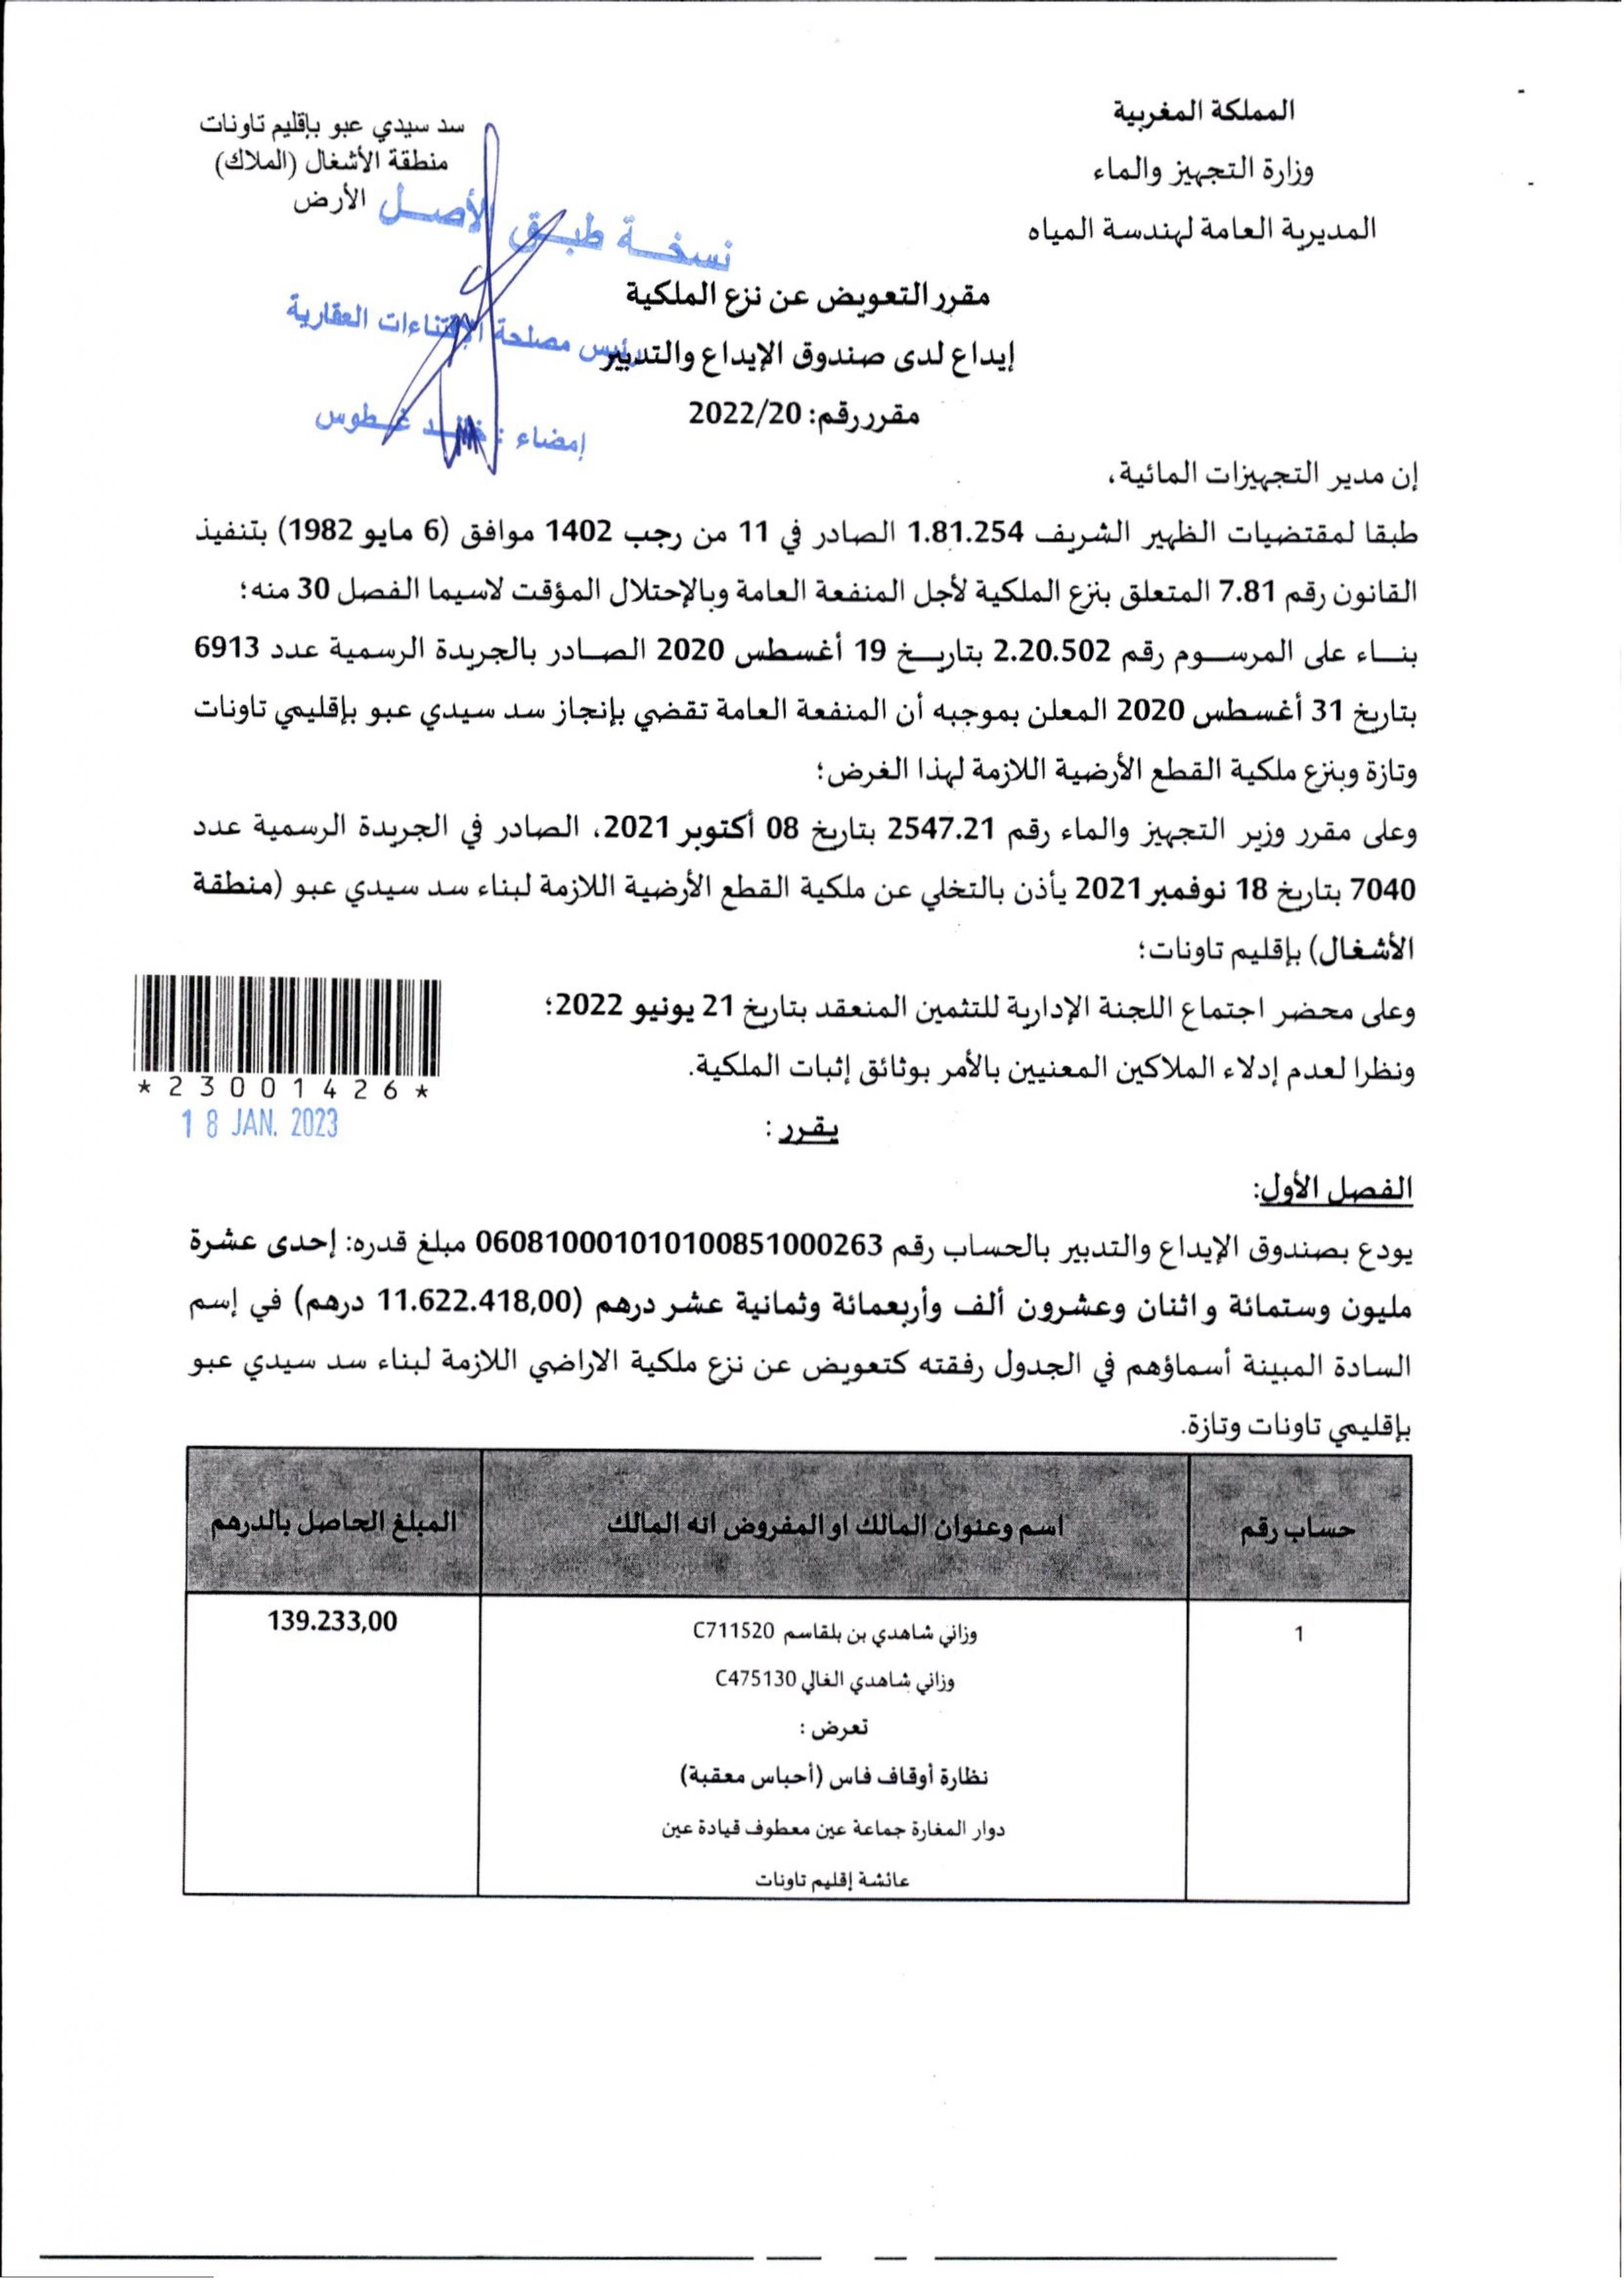 المملكة المغربية
وزارة التجهيز والماء
المديرية العامة لهندسة المياه
سد سيدي عبو بإقليم تاونات
منطقة الأشغال (الملاك)
الأرض
نسخة طبق الأصل
رئيس مصلحة الإقتناءات العقارية
إمضاء : خالد غطوس
مقرر التعويض عن نزع الملكية
إيداع لدى صندوق الإيداع والتدبير
مقرر رقم: 2022/20
إن مدير التجهيزات المائية،
طبقا لمقتضيات الظهير الشريف 1.81.254 الصادر في 11 من رجب 1402 موافق (6 مايو 1982) بتنفيذ
القانون رقم 7.81 المتعلق بنزع الملكية لأجل المنفعة العامة وبالإحتلال المؤقت لاسيما الفصل 30 منه؛
بناء على المرسوم رقم 2.20.502 بتاريخ 19 أغسطس 2020 الصادر بالجريدة الرسمية عدد 6913
بتاريخ 31 أغسطس 2020 المعلن بموجبه أن المنفعة العامة تقضي بإنجاز سد سيدي عبو بإقليمي تاونات
وتازة وبنزع ملكية القطع الأرضية اللازمة لهذا الغرض؛
وعلى مقرر وزير التجهيز والماء رقم 2547.21 بتاريخ 08 أكتوبر 2021، الصادر في الجريدة الرسمية عدد
7040 بتاريخ 18 نوفمبر 2021 يأذن بالتخلي عن ملكية القطع الأرضية اللازمة لبناء سد سيدي عبو (منطقة
الأشغال) بإقليم تاونات؛
وعلى محضر اجتماع اللجنة الإدارية للتثمين المنعقد بتاريخ 21 يونيو 2022؛
ونظرا لعدم إدلاء الملاكين المعنيين بالأمر بوثائق إثبات الملكية.
*23001426*
18 JAN. 2023
يقرر :
الفصل الأول:
يودع بصندوق الإيداع والتدبير بالحساب رقم 060810001010100851000263 مبلغ قدره: إحدى عشرة
مليون وستمائة و اثنان وعشرون ألف وأربعمائة وثمانية عشر درهم (11.622.418,00 درهم) في إسم
السادة المبينة أسماؤهم في الجدول رفقته كتعويض عن نزع ملكية الاراضي اللازمة لبناء سد سيدي عبو
بإقليمي تاونات وتازة.
حساب رقم
اسم وعنوان المالك او المفروض انه المالك
المبلغ الحاصل بالدرهم
1
وزاني شاهدي بن بلقاسم C711520
وزاني شاهدي الغالي C475130
تعرض :
نظارة أوقاف فاس (أحباس معقبة)
دوار المغارة جماعة عين معطوف قيادة عين
عائشة إقليم تاونات
139.233,00